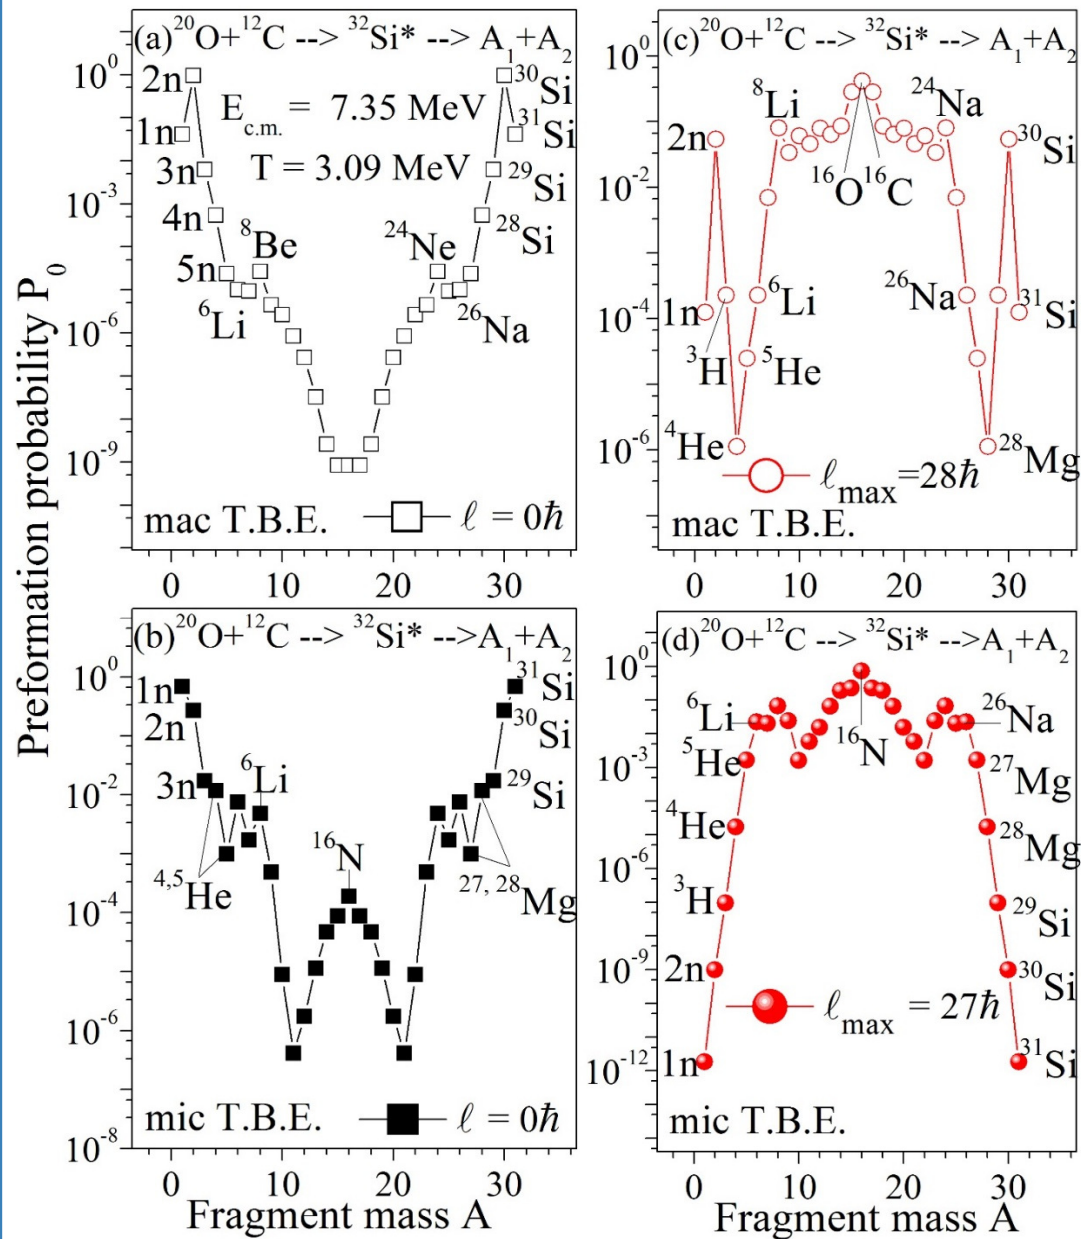 Preformation probability P₀
(a)²⁰O+¹²C --> ³²Si* --> A₁+A₂
10⁰
10⁻³
10⁻⁶
10⁻⁹
2n
1n
3n
4n
5n
E_c.m. = 7.35 MeV
T = 3.09 MeV
³⁰Si
³¹Si
²⁹Si
²⁸Si
⁸Be
²⁴Ne
⁶Li
²⁶Na
mac T.B.E.
ℓ = 0ħ
0 10 20 30
(c)²⁰O+¹²C --> ³²Si* --> A₁+A₂
10⁰
10⁻²
10⁻⁴
10⁻⁶
⁸Li
²⁴Na
2n
³⁰Si
¹⁶O
¹⁶C
1n
⁶Li
²⁶Na
³¹Si
³H
⁵He
⁴He
²⁸Mg
ℓmax=28ħ
mac T.B.E.
0 10 20 30
(b)²⁰O+¹²C --> ³²Si* -->A₁+A₂
10⁰
10⁻²
10⁻⁴
10⁻⁶
10⁻⁸
1n
2n
3n
³¹Si
³⁰Si
²⁹Si
⁶Li
¹⁶N
⁴,⁵He
²⁷, ²⁸Mg
mic T.B.E.
ℓ = 0ħ
0 10 20 30
Fragment mass A
(d)²⁰O+¹²C --> ³²Si* -->A₁+A₂
10⁰
10⁻³
10⁻⁶
10⁻⁹
10⁻¹²
⁶Li
²⁶Na
¹⁶N
⁵He
²⁷Mg
⁴He
²⁸Mg
³H
²⁹Si
2n
³⁰Si
1n
³¹Si
ℓmax = 27ħ
mic T.B.E.
0 10 20 30
Fragment mass A